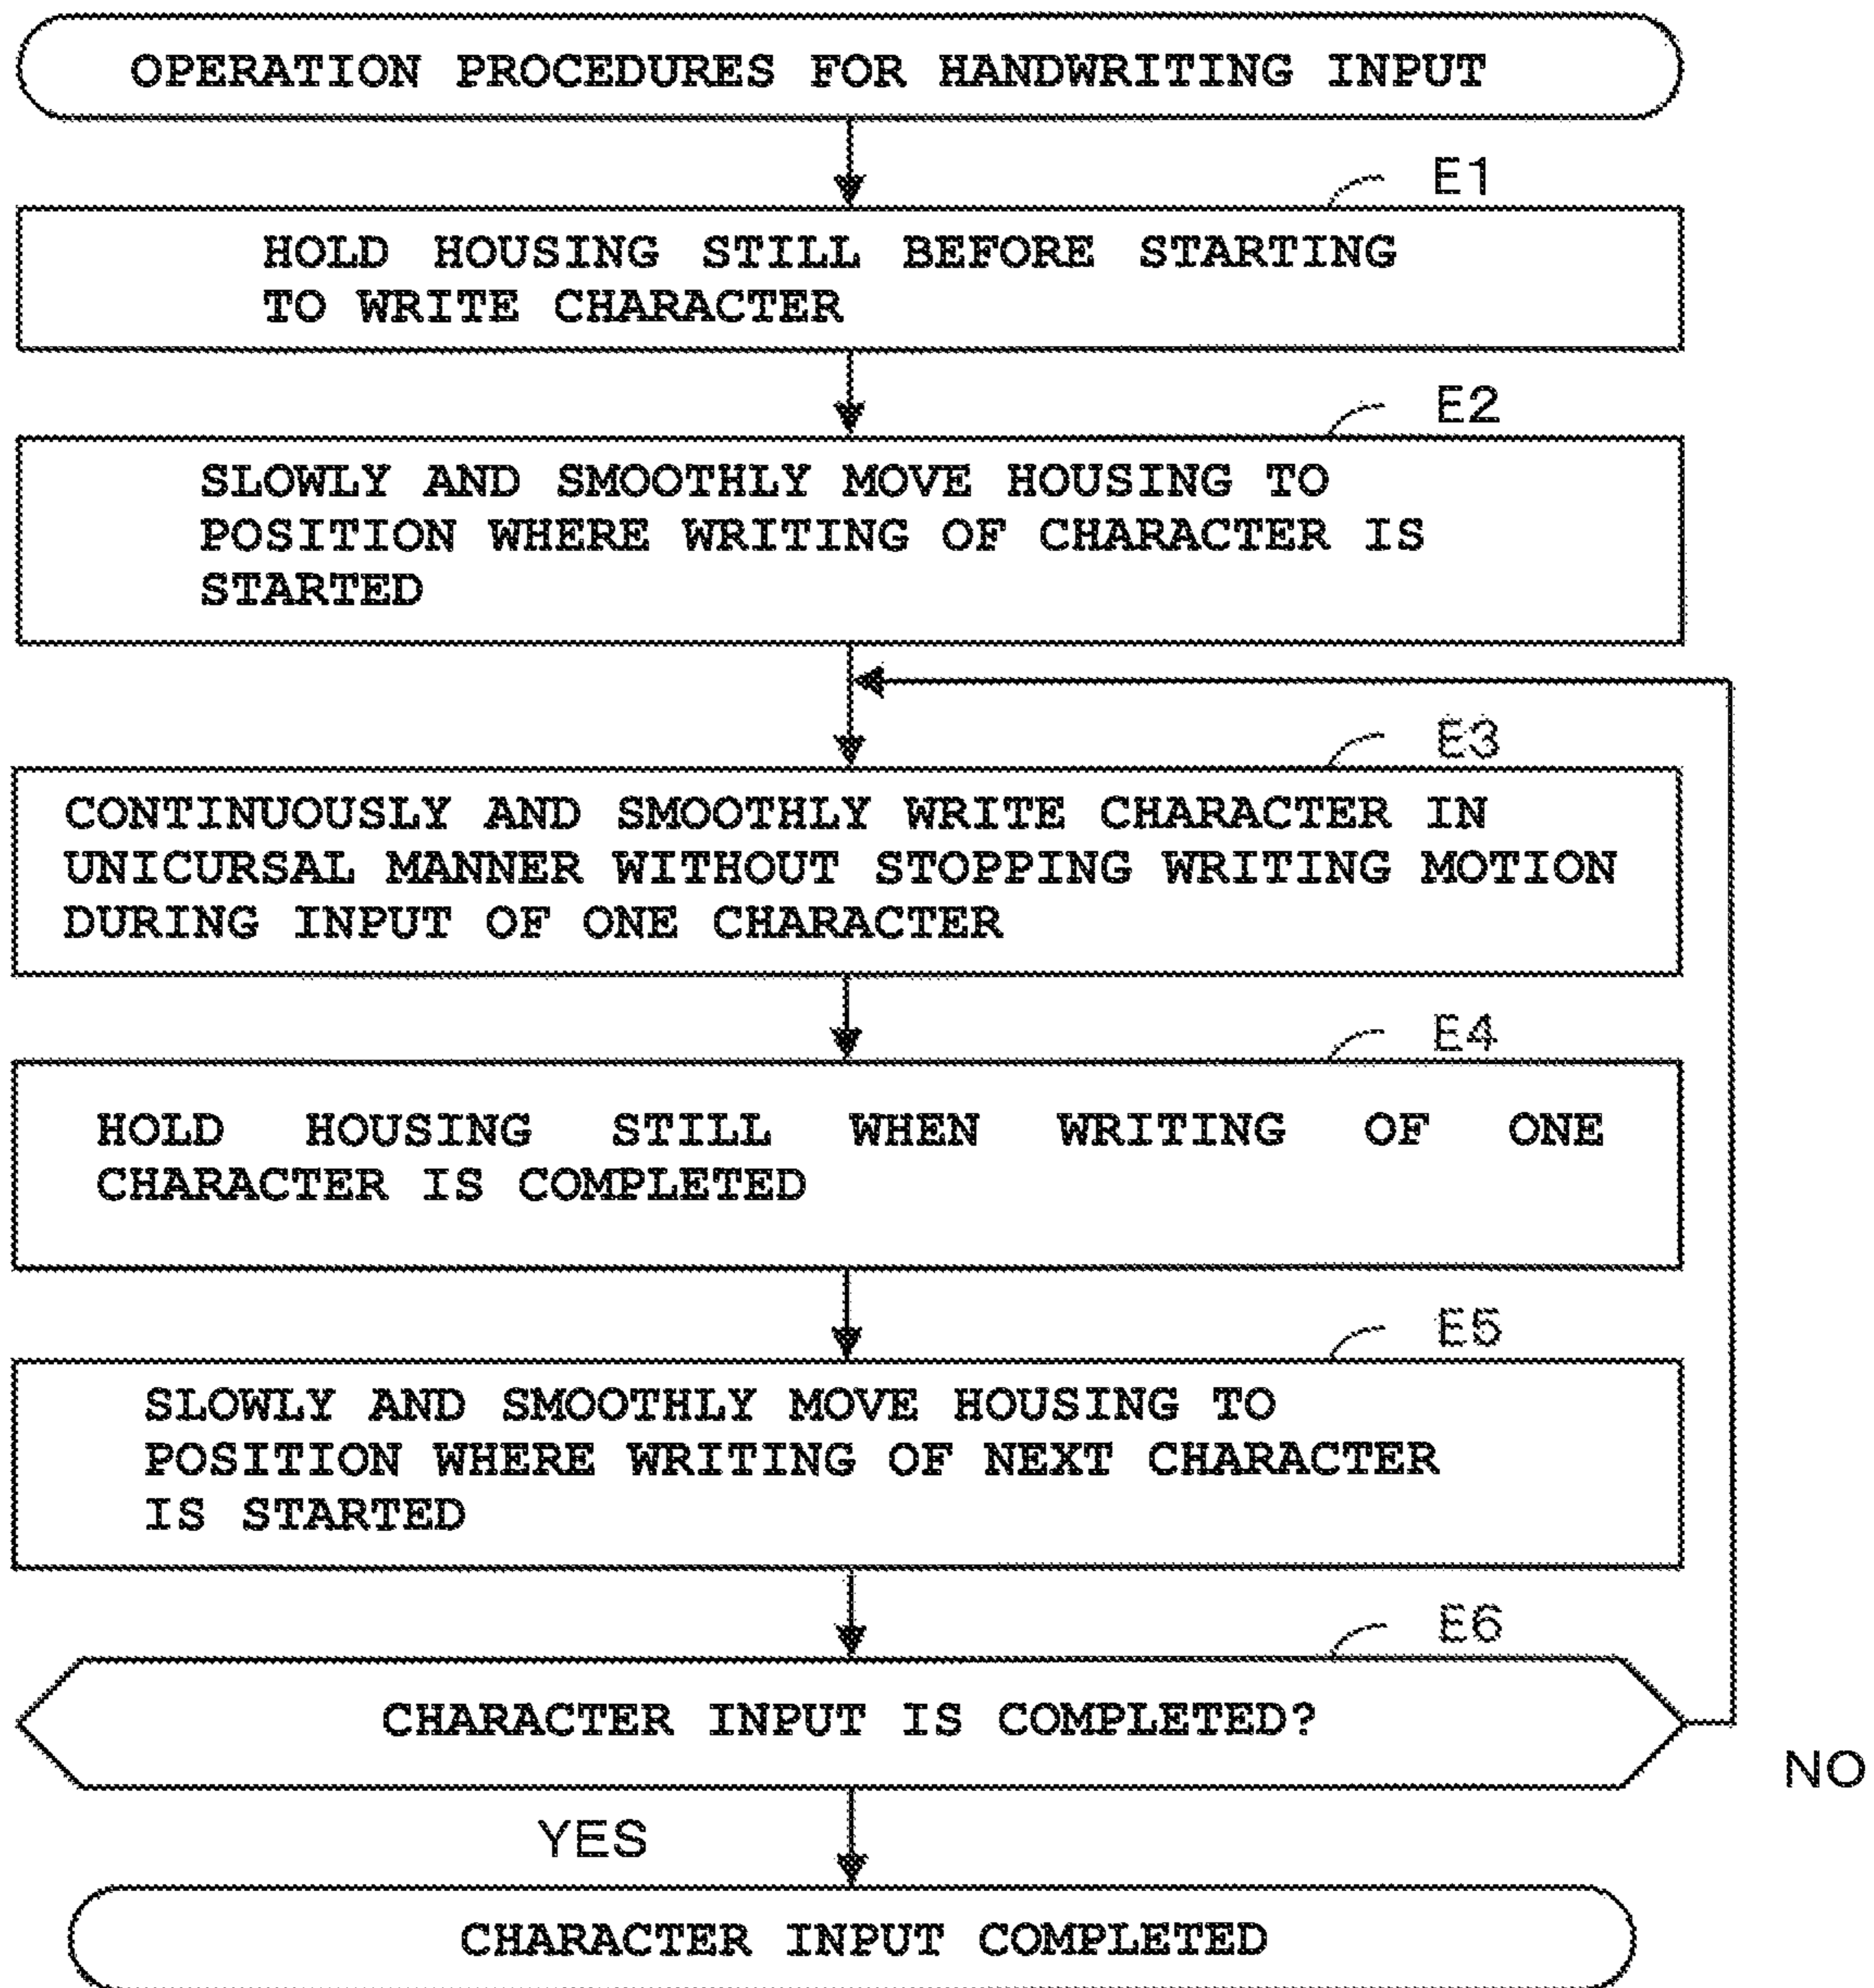 OPERATION PROCEDURES FOR HANDWRITING INPUT
E1
HOLD HOUSING STILL BEFORE STARTING
TO WRITE CHARACTER
E2
SLOWLY AND SMOOTHLY MOVE HOUSING TO
POSITION WHERE WRITING OF CHARACTER IS
STARTED
E3
CONTINUOUSLY AND SMOOTHLY WRITE CHARACTER IN
UNICURSAL MANNER WITHOUT STOPPING WRITING MOTION
DURING INPUT OF ONE CHARACTER
E4
HOLD HOUSING STILL WHEN WRITING OF ONE
CHARACTER IS COMPLETED
E5
SLOWLY AND SMOOTHLY MOVE HOUSING TO
POSITION WHERE WRITING OF NEXT CHARACTER
IS STARTED
E6
CHARACTER INPUT IS COMPLETED?
NO
YES
CHARACTER INPUT COMPLETED